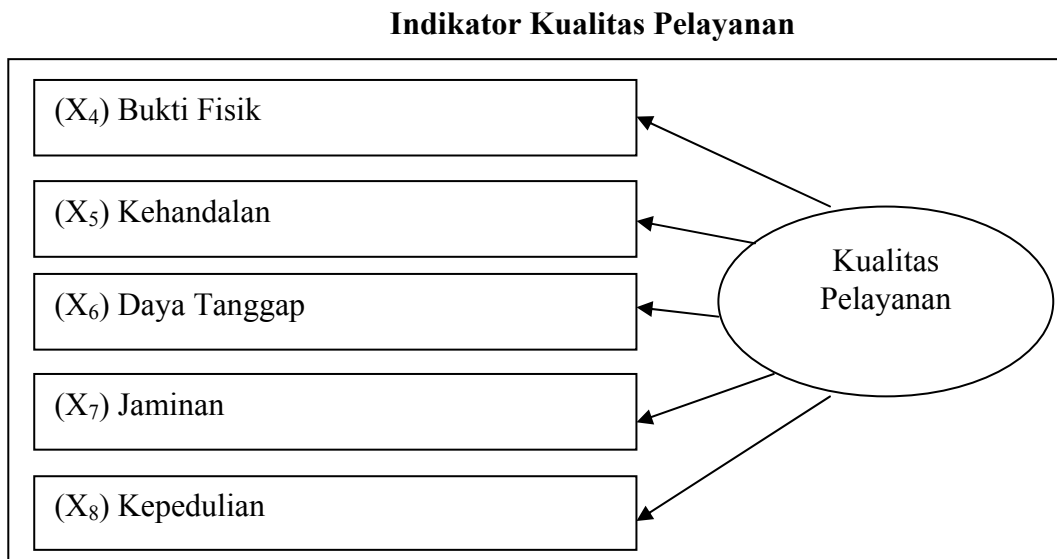 Indikator Kualitas Pelayanan
(X₄) Bukti Fisik
(X₅) Kehandalan
(X₆) Daya Tanggap
(X₇) Jaminan
(X₈) Kepedulian
Kualitas
Pelayanan